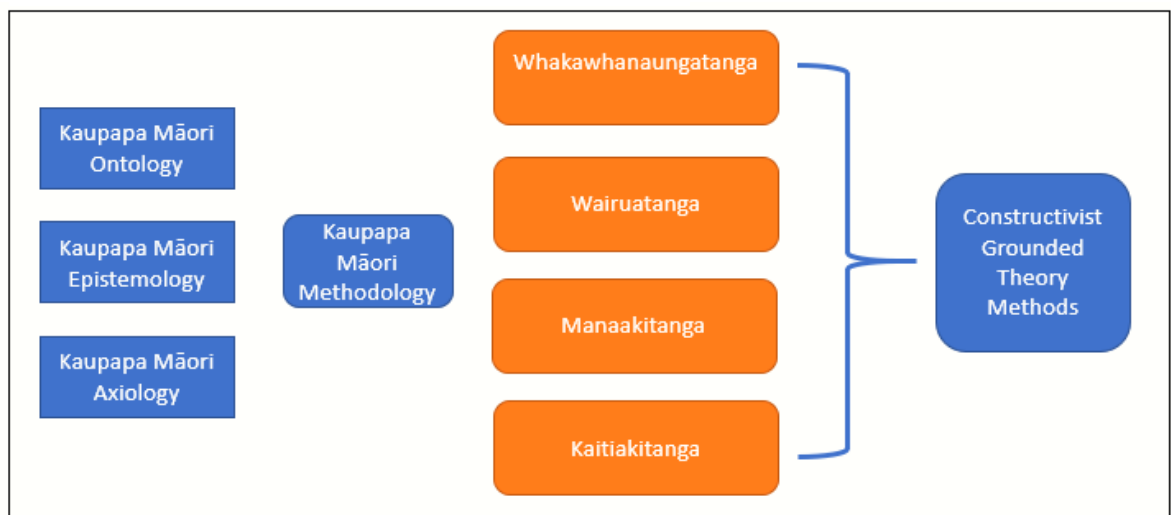 Kaupapa Māori
Ontology
Kaupapa Māori
Epistemology
Kaupapa Māori
Axiology
Kaupapa
Māori
Methodology
Whakawhanaungatanga
Wairuatanga
Manaakitanga
Kaitiakitanga
Constructivist
Grounded
Theory
Methods